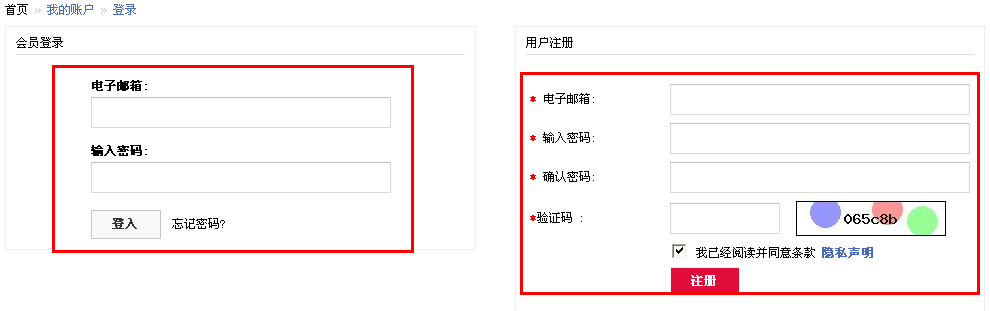 首页 » 我的账户 » 登录
会员登录
电子邮箱:
输入密码:
登入 忘记密码?
用户注册
* 电子邮箱:
* 输入密码:
* 确认密码:
*验证码 : 065c8b
我已经阅读并同意条款 隐私声明
注册